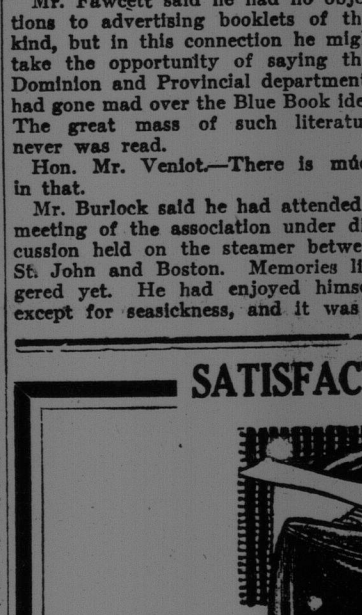 Mr. Fawcett said he had no obje
tions to advertising booklets of th
kind, but in this connection he mig
take the opportunity of saying th
Dominion and Provincial department
had gone mad over the Blue Book ide
The great mass of such literatu
never was read.
Hon. Mr. Veniot.—There is muc
in that.
Mr. Burlock said he had attended
meeting of the association under di
cussion held on the steamer betwe
St. John and Boston. Memories li
gered yet. He had enjoyed himse
except for seasickness, and it was
SATISFAC